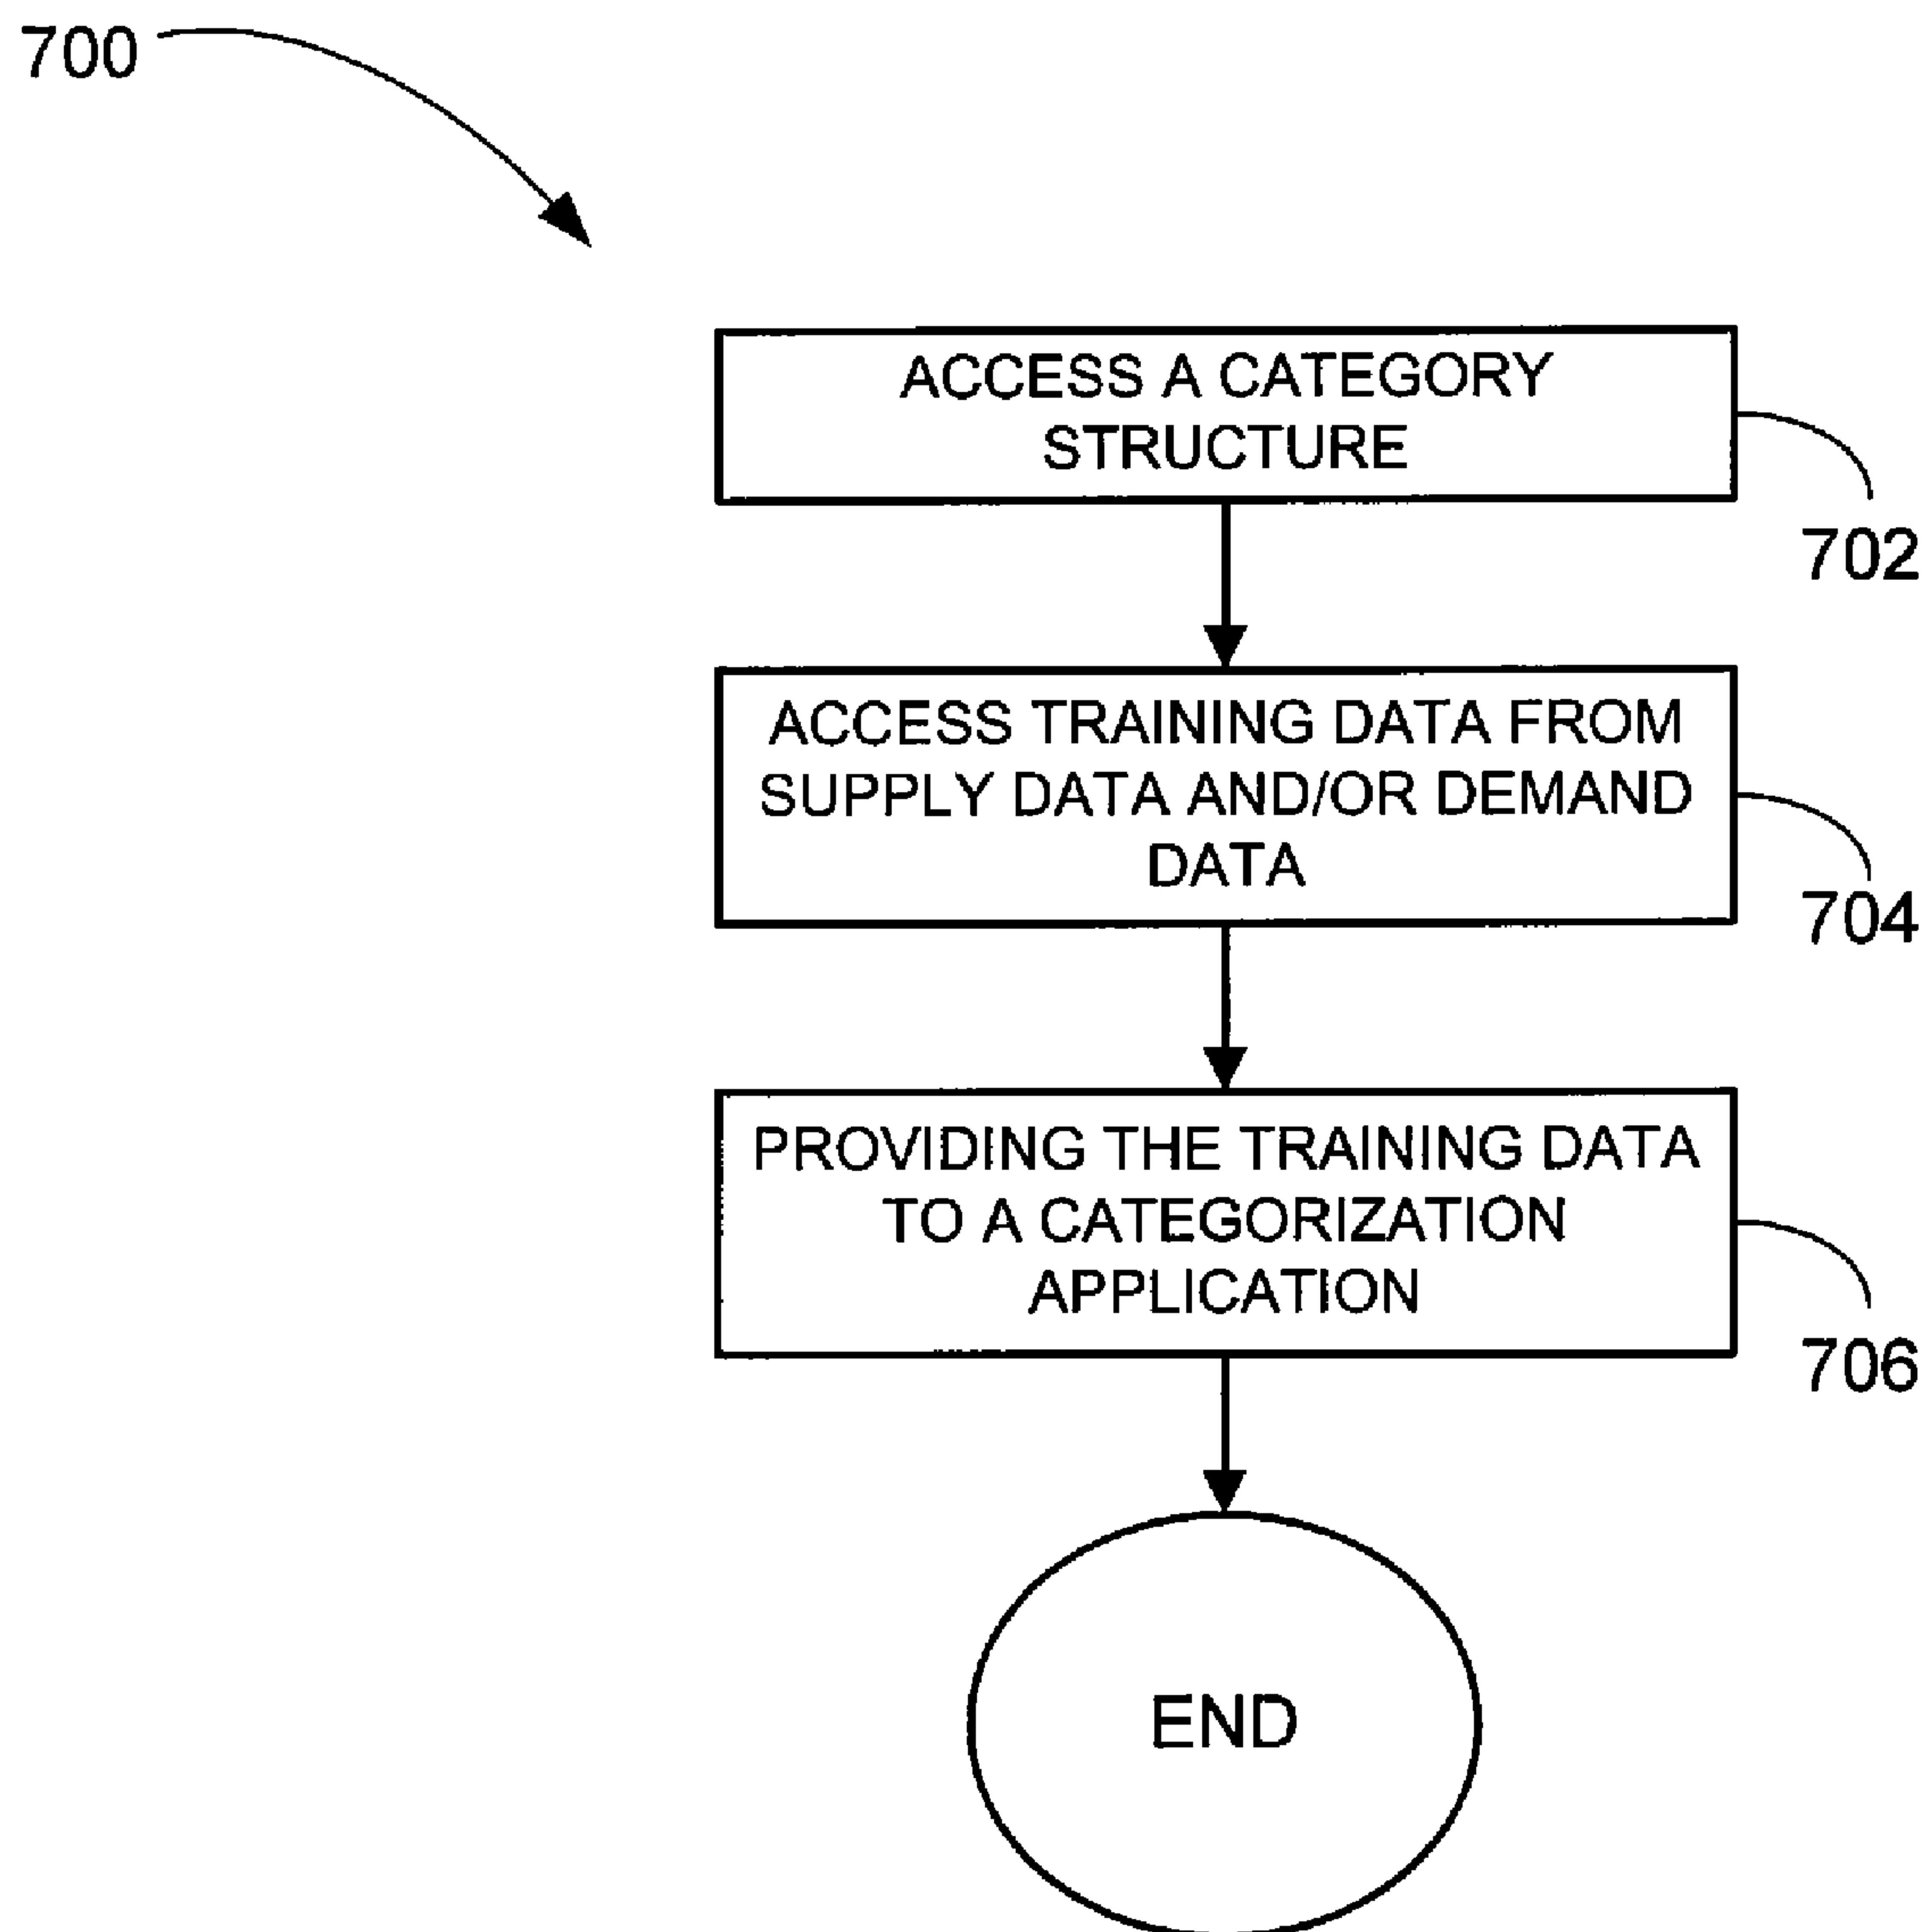 700
ACCESS A CATEGORY
STRUCTURE
702
ACCESS TRAINING DATA FROM
SUPPLY DATA AND/OR DEMAND
DATA
704
PROVIDING THE TRAINING DATA
TO A CATEGORIZATION
APPLICATION
706
END